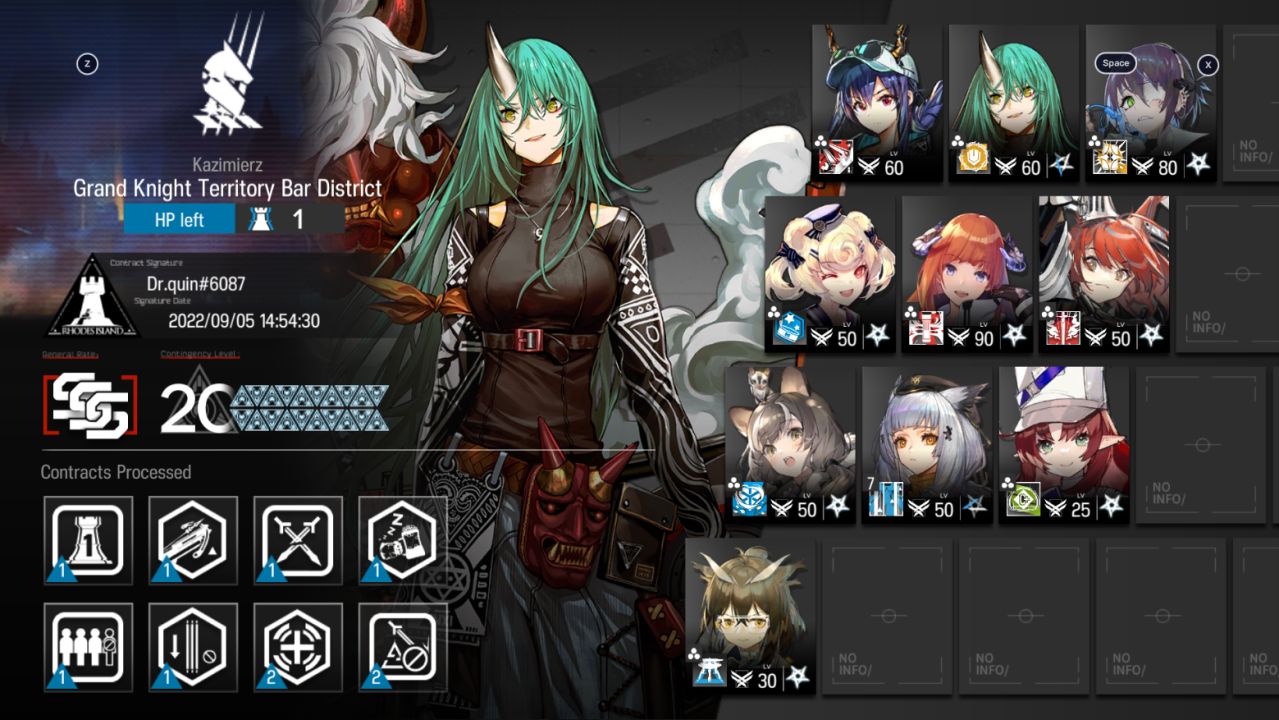 Z
Kazimierz
Grand Knight Territory Bar District
HP left 1
Contract Signature
Dr.quin#6087
Signature Date
2022/09/05 14:54:30
RHODES ISLAND
General Rate:
Contingency Level:
20
Contracts Processed
1
1
1
1
Z
Z
Z
1
1
1
2
2
LV
60
LV
60
Space
X
LV
80
NO
INFO/
LV
50
LV
90
LV
50
NO
INFO/
LV
50
7
LV
50
LV
25
NO
INFO/
LV
30
NO
INFO/
NO
INFO/
NO
INFO/
NO
INFO/